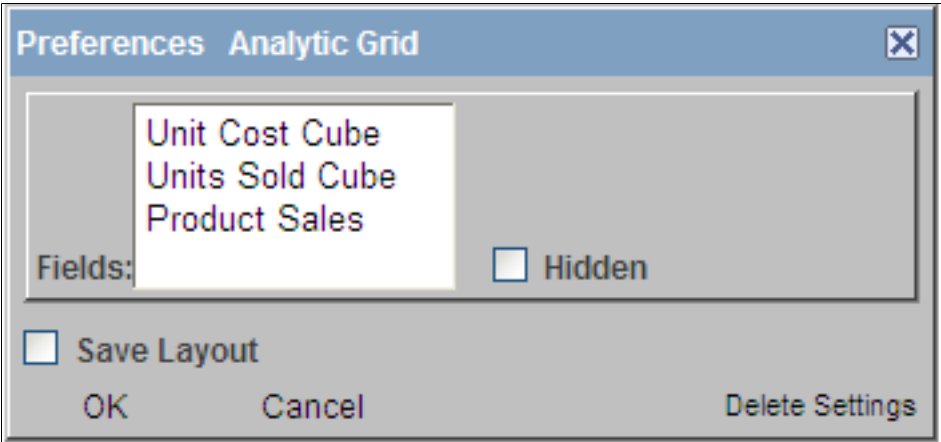 Preferences Analytic Grid
Unit Cost Cube
Units Sold Cube
Product Sales
Fields:
Hidden
Save Layout
OK Cancel Delete Settings